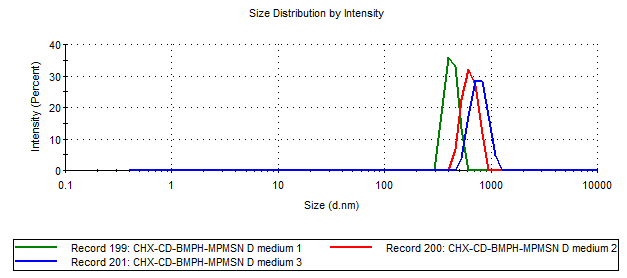 Size Distribution by Intensity
Intensity (Percent)
40
30
20
10
0
0.1 1 10 100 1000 10000
Size (d.nm)
Record 199: CHX-CD-BMPH-MPMSN D medium 1 Record 200: CHX-CD-BMPH-MPMSN D medium 2
Record 201: CHX-CD-BMPH-MPMSN D medium 3